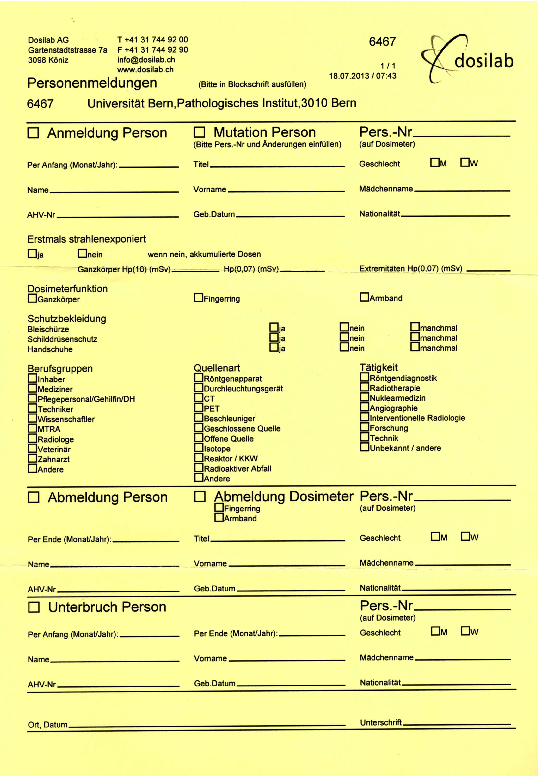 Dosilab AG T +41 31 744 92 00
Gartenstadtstrasse 7a F +41 31 744 92 90
3098 Köniz info@dosilab.ch
www.dosilab.ch
6467
1 / 1
18.07.2013 / 07:43
dosilab
Personenmeldungen (Bitte in Blockschrift ausfüllen)
6467 Universität Bern,Pathologisches Institut,3010 Bern
Anmeldung Person Mutation Person Pers.-Nr
(Bitte Pers.-Nr und Änderungen einfüllen) (auf Dosimeter)
Per Anfang (Monat/Jahr): Titel Geschlecht M W
Name Vorname Mädchenname
AHV-Nr Geb.Datum Nationalität
Erstmals strahlenexponiert
ja nein wenn nein, akkumulierte Dosen
Ganzkörper Hp(10) (mSv) Hp(0,07) (mSv) Extremitäten Hp(0.07) (mSv)
Dosimeterfunktion
Ganzkörper Fingerring Armband
Schutzbekleidung
Bleischürze ja nein manchmal
Schilddrüsenschutz ja nein manchmal
Handschuhe ja nein manchmal
Berufsgruppen Quellenart Tätigkeit
Inhaber Röntgenapparat Röntgendiagnostik
Mediziner Durchleuchtungsgerät Radiotherapie
Pflegepersonal/Gehilfin/DH CT Nuklearmedizin
Techniker PET Angiographie
Wissenschaftler Beschleuniger Interventionelle Radiologie
MTRA Geschlossene Quelle Forschung
Radiologe Offene Quelle Technik
Veterinär Isotope Unbekannt / andere
Zahnarzt Reaktor / KKW
Andere Radioaktiver Abfall
Andere
Abmeldung Person Abmeldung Dosimeter Pers.-Nr
Fingerring (auf Dosimeter)
Armband
Per Ende (Monat/Jahr): Titel Geschlecht M W
Name Vorname Mädchenname
AHV-Nr Geb.Datum Nationalität
Unterbruch Person Pers.-Nr
(auf Dosimeter)
Per Anfang (Monat/Jahr): Per Ende (Monat/Jahr): Geschlecht M W
Name Vorname Mädchenname
AHV-Nr Geb.Datum Nationalität
Ort, Datum Unterschrift